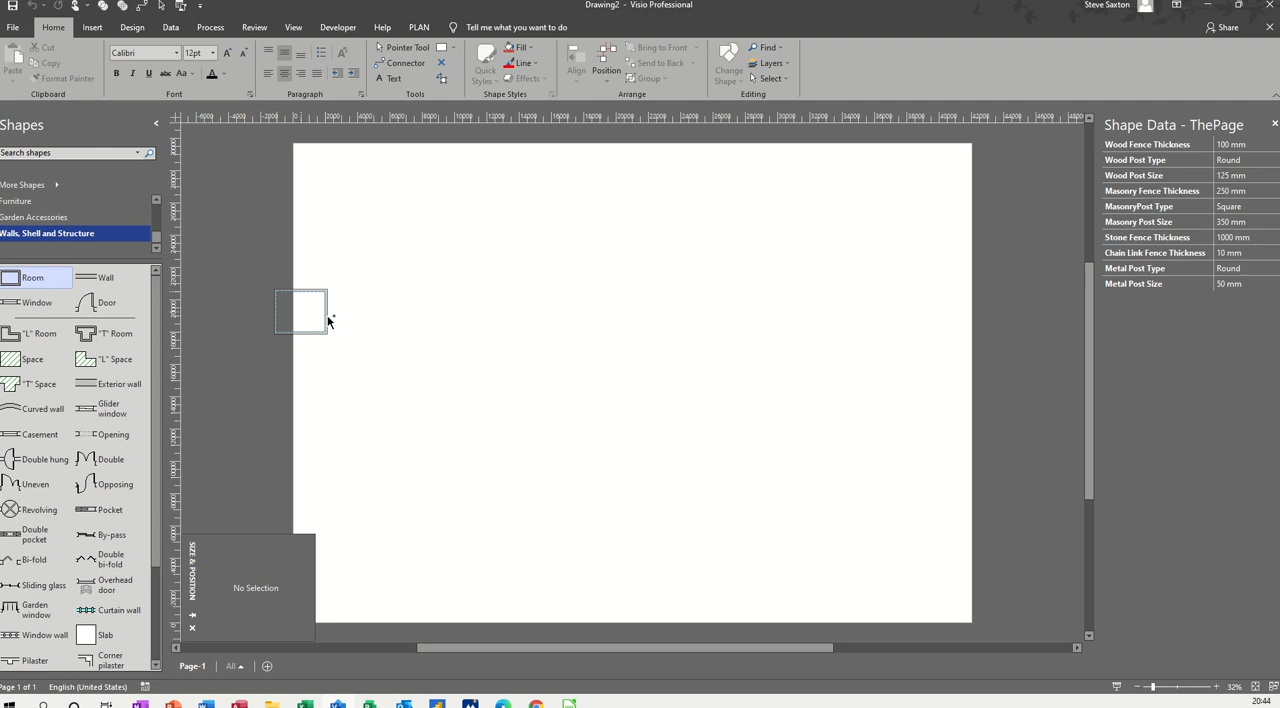 Drawing2 - Visio Professional
Steve Saxton
File Home Insert Draw Design Data Process Review View Developer Help PLAN Tell me what you want to do
Share
Cut
Copy
Format Painter
Paste
Clipboard
Calibri 12pt
B I U abc Aa A
Font
Paragraph
Pointer Tool
Connector
A Text
Tools
Quick Styles
Fill
Line
Effects
Shape Styles
Align
Position
Bring to Front
Send to Back
Group
Arrange
Change Shape
Find
Layers
Select
Editing
Shapes
Search shapes
More Shapes
Furniture
Garden Accessories
Walls, Shell and Structure
Room Wall
Window Door
"L" Room "T" Room
Space "L" Space
"T" Space Exterior wall
Curved wall Glider window
Casement Opening
Double hung Double
Uneven Opposing
Revolving Pocket
Double pocket By-pass
Bi-fold Double bi-fold
Sliding glass Overhead door
Garden window Curtain wall
Window wall Slab
Pilaster Corner pilaster
SIZE & POSITION
No Selection
Shape Data - ThePage
Wood Fence Thickness 100 mm
Wood Post Type Round
Wood Post Size 125 mm
Masonry Fence Thickness 250 mm
MasonryPost Type Square
Masonry Post Size 350 mm
Stone Fence Thickness 1000 mm
Chain Link Fence Thickness 10 mm
Metal Post Type Round
Metal Post Size 50 mm
Page-1 All
Page 1 of 1 English (United States)
32%
20:44